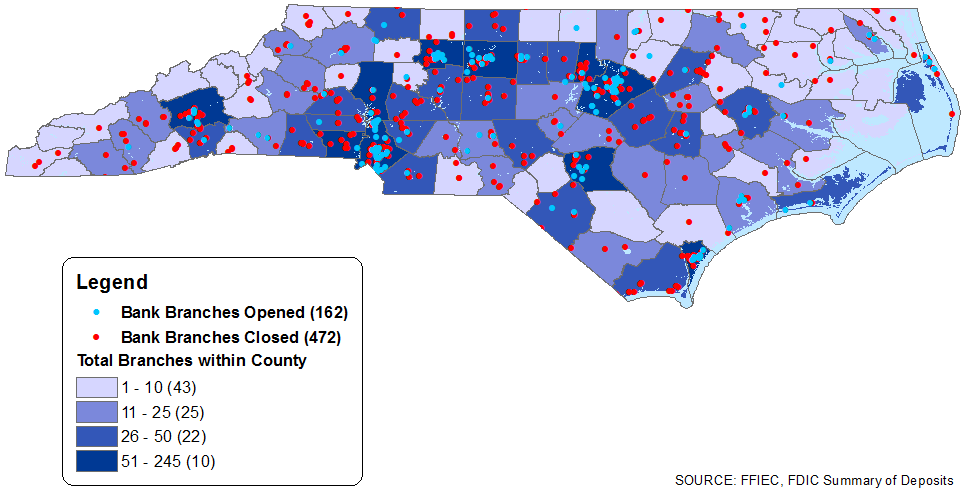 Legend
Bank Branches Opened (162)
Bank Branches Closed (472)
Total Branches within County
1 - 10 (43)
11 - 25 (25)
26 - 50 (22)
51 - 245 (10)
SOURCE: FFIEC, FDIC Summary of Deposits